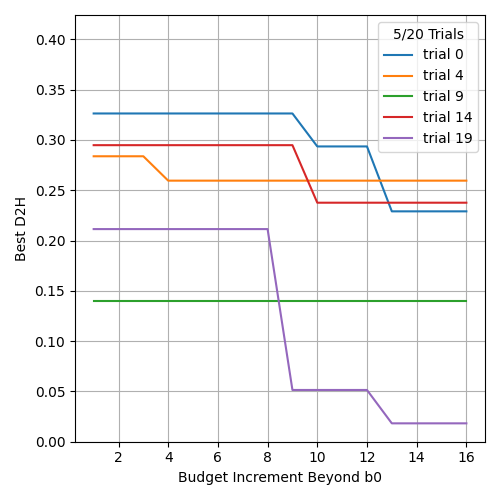 5/20 Trials
trial 0
trial 4
trial 9
trial 14
trial 19
Best D2H
0.40
0.35
0.30
0.25
0.20
0.15
0.10
0.05
0.00
2 4 6 8 10 12 14 16
Budget Increment Beyond b0